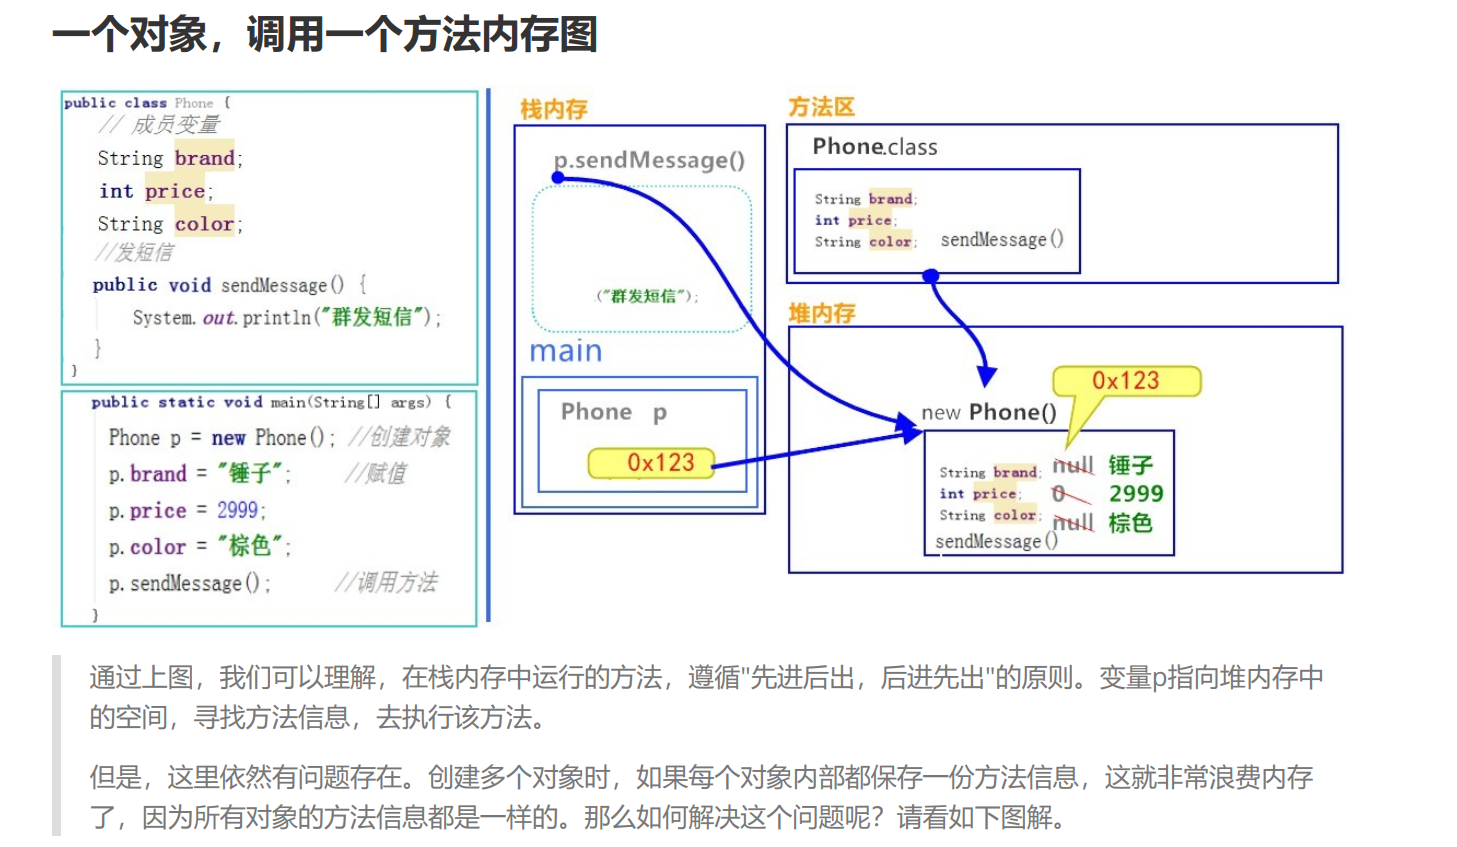 一个对象，调用一个方法内存图
public class Phone {
// 成员变量
String brand;
int price;
String color;
//发短信
public void sendMessage() {
System.out.println("群发短信");
}
}
public static void main(String[] args) {
Phone p = new Phone(); //创建对象
p.brand = "锤子"; //赋值
p.price = 2999;
p.color = "棕色";
p.sendMessage(); //调用方法
}
栈内存
p.sendMessage()
("群发短信");
main
Phone p
0x123
方法区
Phone.class
String brand;
int price;
String color; sendMessage()
堆内存
0x123
new Phone()
String brand; null 锤子
int price; 0 2999
String color; null 棕色
sendMessage()
通过上图，我们可以理解，在栈内存中运行的方法，遵循"先进后出，后进先出"的原则。变量p指向堆内存中
的空间，寻找方法信息，去执行该方法。
但是，这里依然有问题存在。创建多个对象时，如果每个对象内部都保存一份方法信息，这就非常浪费内存
了，因为所有对象的方法信息都是一样的。那么如何解决这个问题呢？请看如下图解。